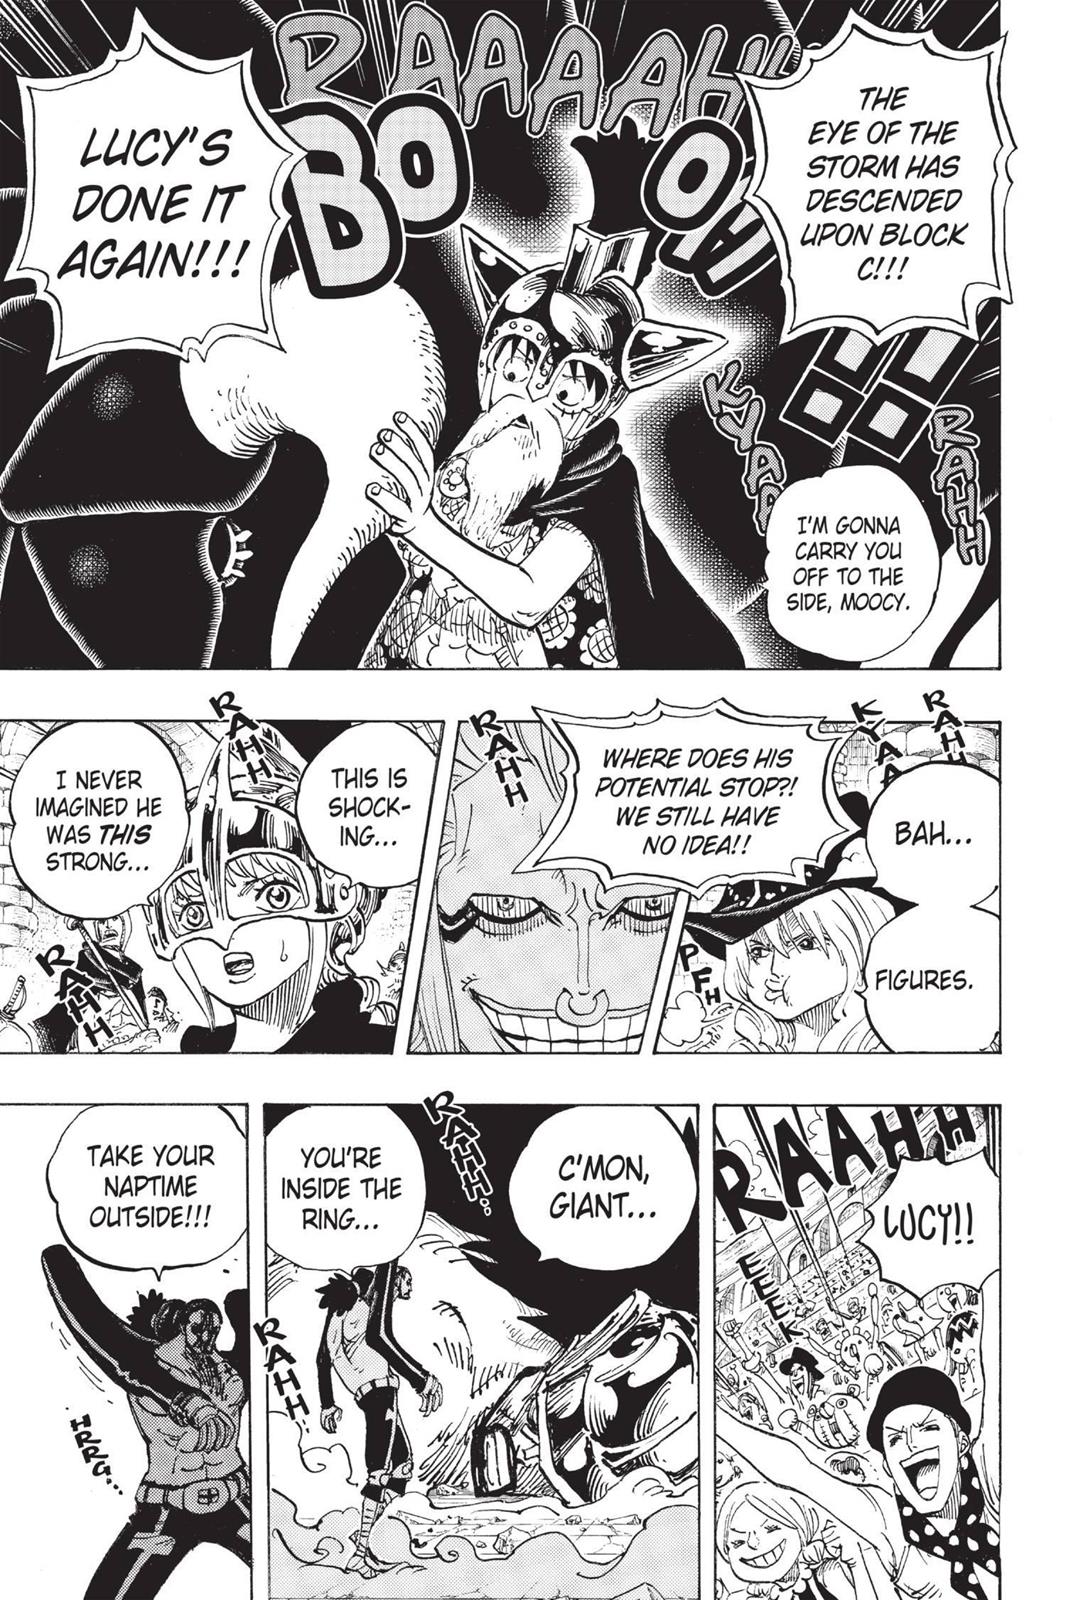 RAAAAH
THE
EYE OF THE
STORM HAS
DESCENDED
UPON BLOCK
C!!!
BOOOH
LUCY'S
DONE IT
AGAIN!!!
KYAA
RAHH
I'M GONNA
CARRY YOU
OFF TO THE
SIDE, MOOCY.
RAHH
I NEVER
IMAGINED HE
WAS THIS
STRONG...
THIS IS
SHOCK-
ING...
RAHH
RAHH
WHERE DOES HIS
POTENTIAL STOP?!
WE STILL HAVE
NO IDEA!!
KYAA
RAHH
BAH...
PFH
FIGURES.
TAKE YOUR
NAPTIME
OUTSIDE!!!
HRRG...
YOU'RE
INSIDE THE
RING...
RAHH..
C'MON,
GIANT...
RAHH
RAAHH
LUCY!!
EEEK